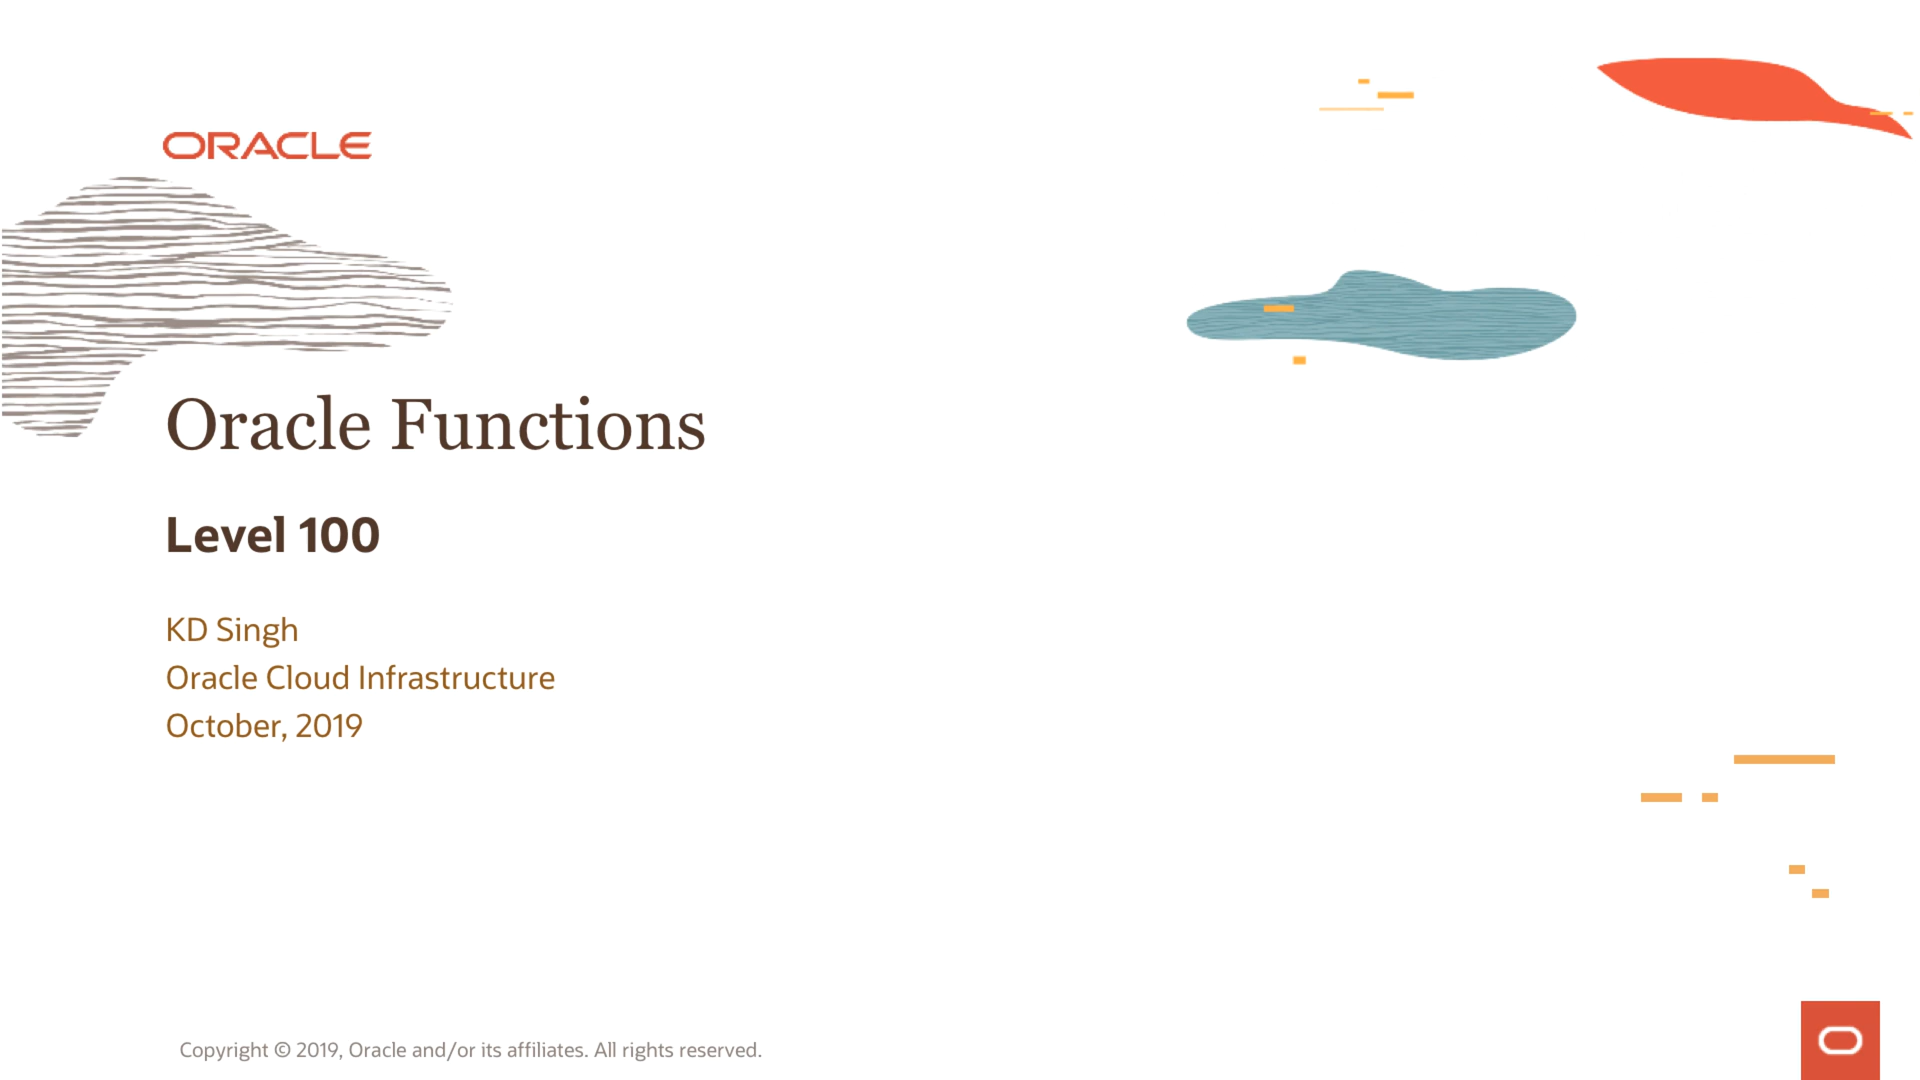 ORACLE
Oracle Functions
Level 100
KD Singh
Oracle Cloud Infrastructure
October, 2019
Copyright © 2019, Oracle and/or its affiliates. All rights reserved.